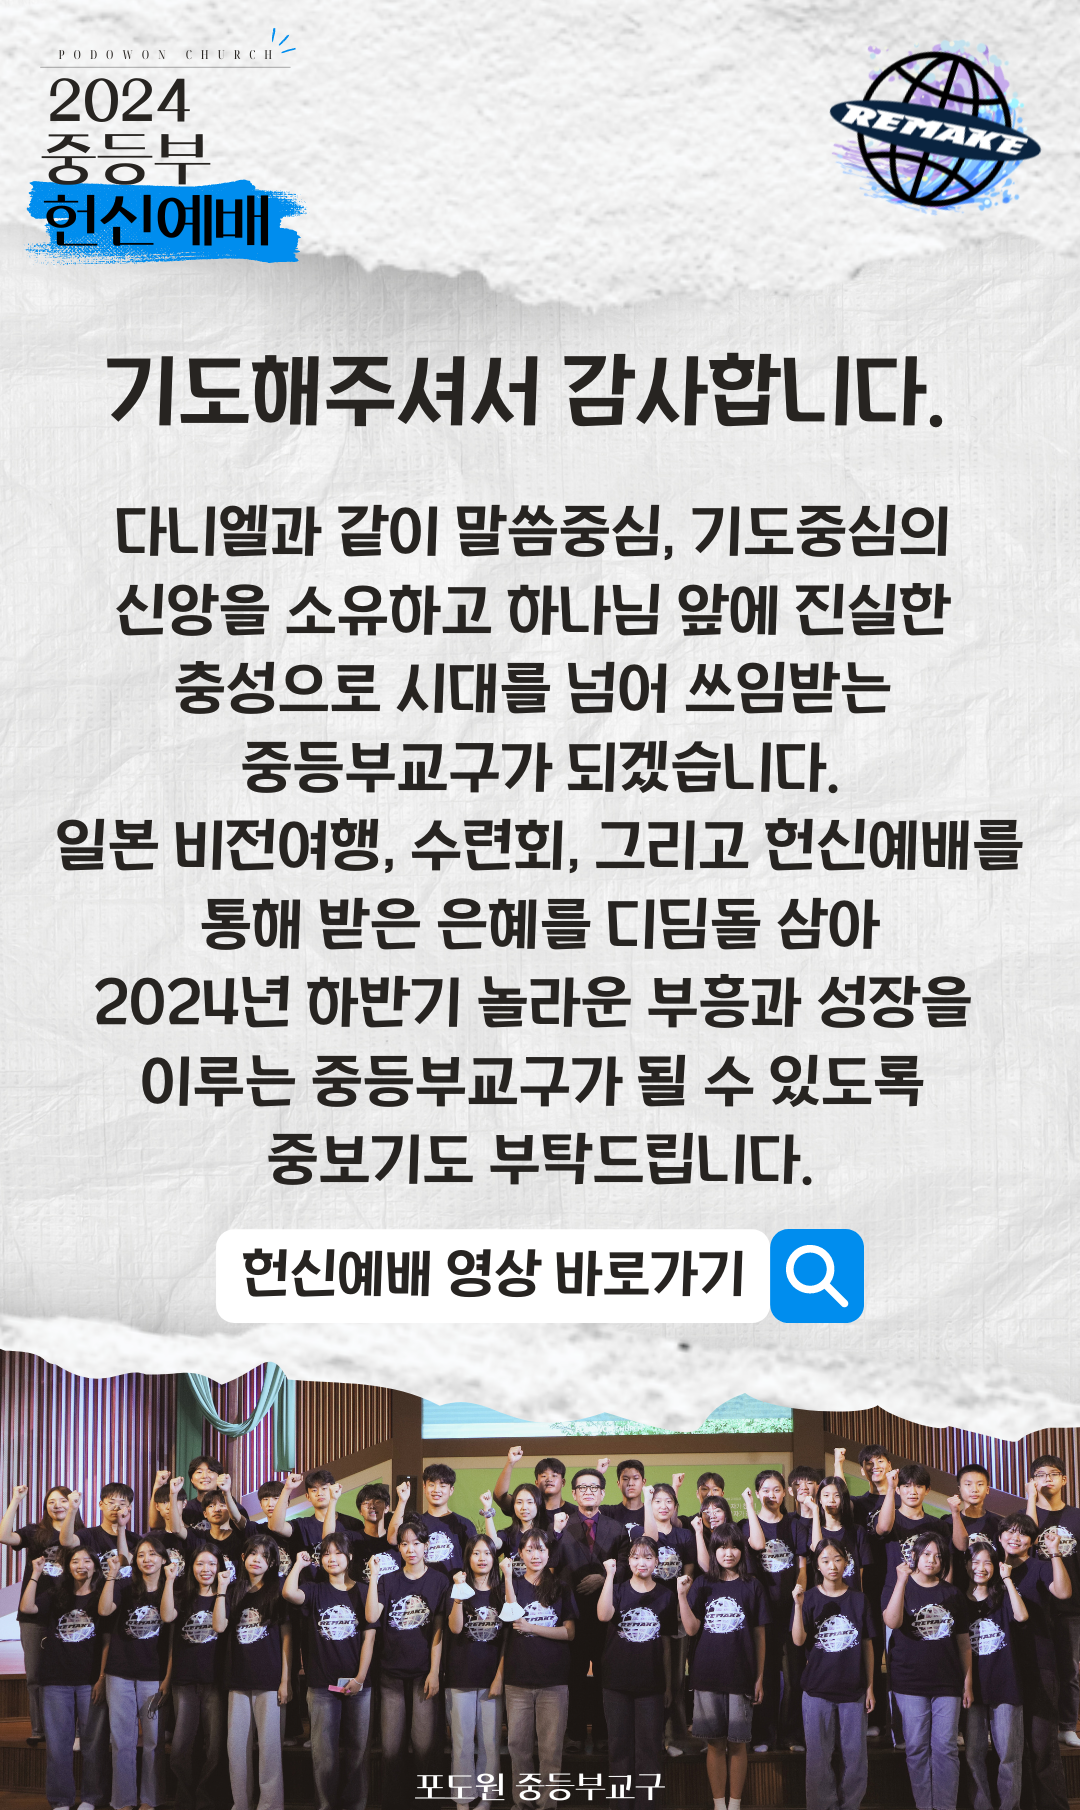 PODOWON CHURCH
2024
중등부
헌신예배
REMAKE
기도해주셔서 감사합니다.
다니엘과 같이 말씀중심, 기도중심의
신앙을 소유하고 하나님 앞에 진실한
충성으로 시대를 넘어 쓰임받는
중등부교구가 되겠습니다.
일본 비전여행, 수련회, 그리고 헌신예배를
통해 받은 은혜를 디딤돌 삼아
2024년 하반기 놀라운 부흥과 성장을
이루는 중등부교구가 될 수 있도록
중보기도 부탁드립니다.
헌신예배 영상 바로가기
REMAKE
REMAKE
REMAKE
REMAKE
REMAKE
REMAKE
포도원 중등부교구